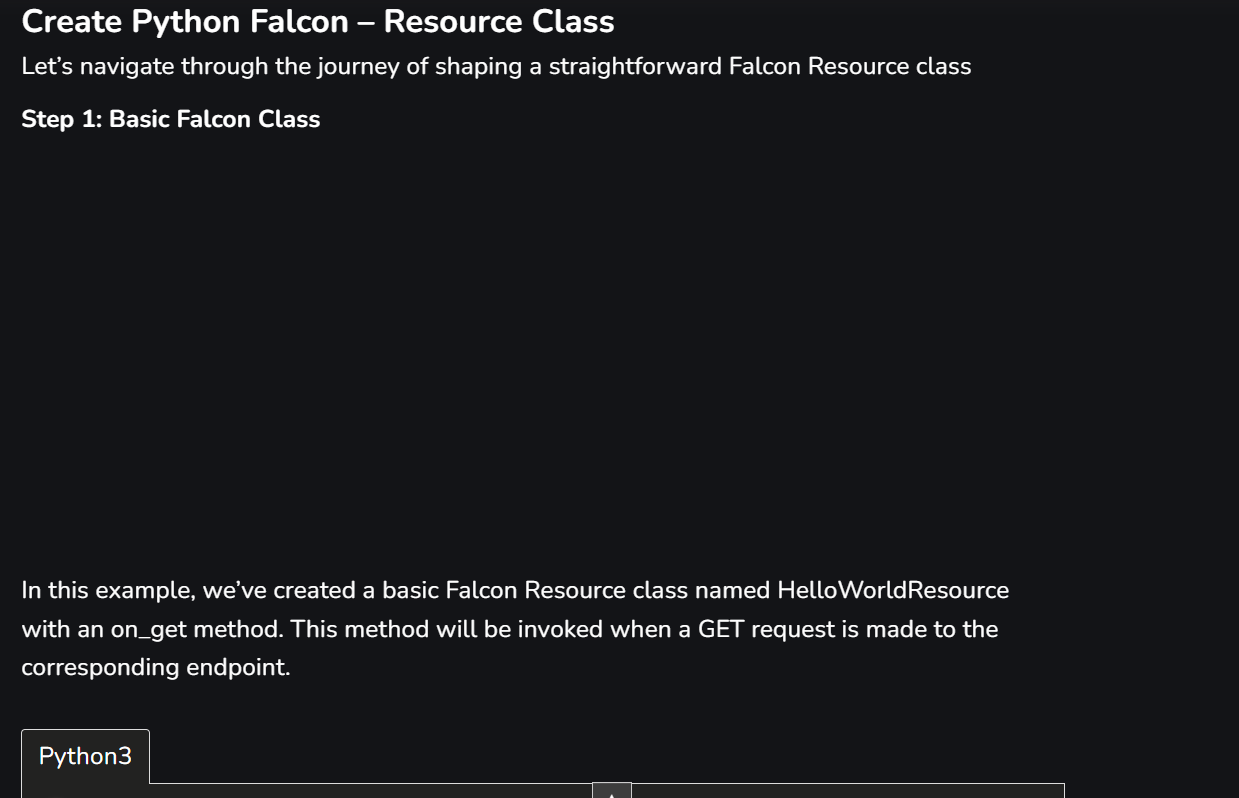 Create Python Falcon – Resource Class
Let’s navigate through the journey of shaping a straightforward Falcon Resource class
Step 1: Basic Falcon Class
In this example, we’ve created a basic Falcon Resource class named HelloWorldResource
with an on_get method. This method will be invoked when a GET request is made to the
corresponding endpoint.
Python3